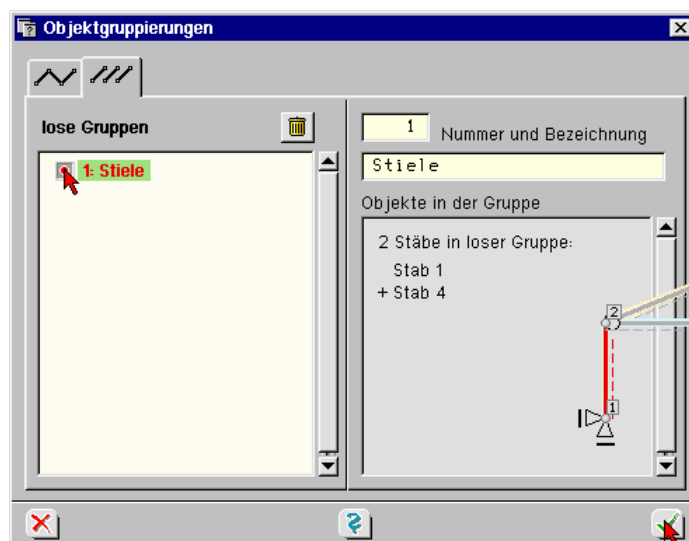 Objektgruppierungen
lose Gruppen
1: Stiele
1 Nummer und Bezeichnung
Stiele
Objekte in der Gruppe
2 Stäbe in loser Gruppe:
Stab 1
+ Stab 4
2
1